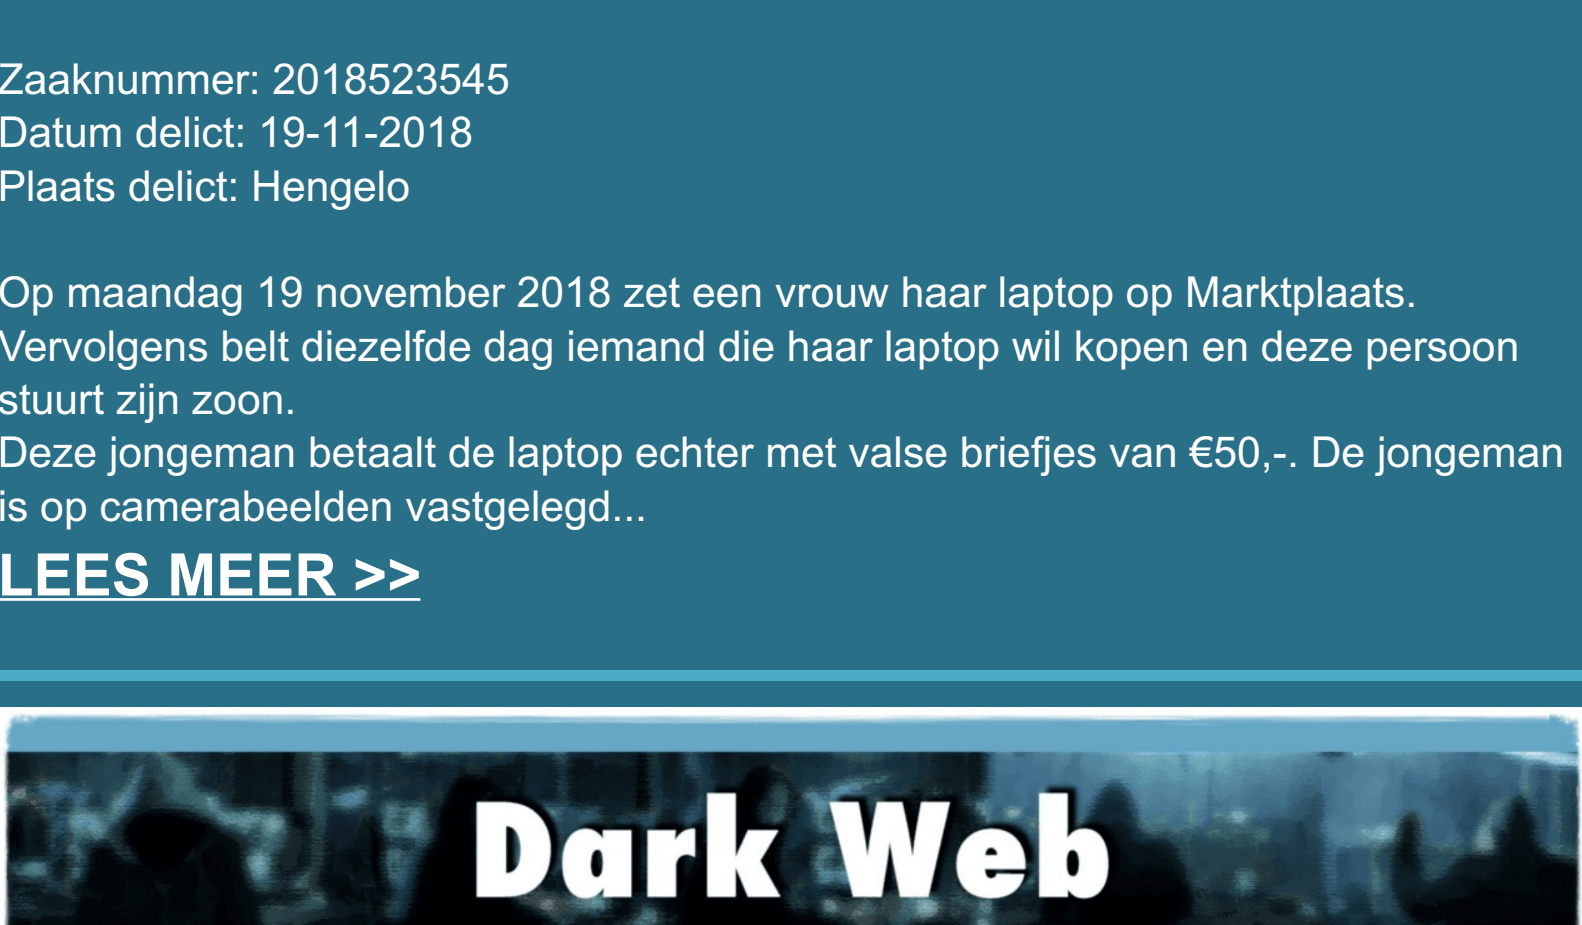 Zaaknummer: 2018523545
Datum delict: 19-11-2018
Plaats delict: Hengelo
Op maandag 19 november 2018 zet een vrouw haar laptop op Marktplaats.
Vervolgens belt diezelfde dag iemand die haar laptop wil kopen en deze persoon
stuurt zijn zoon.
Deze jongeman betaalt de laptop echter met valse briefjes van €50,-. De jongeman
is op camerabeelden vastgelegd...
LEES MEER >>
Dark Web